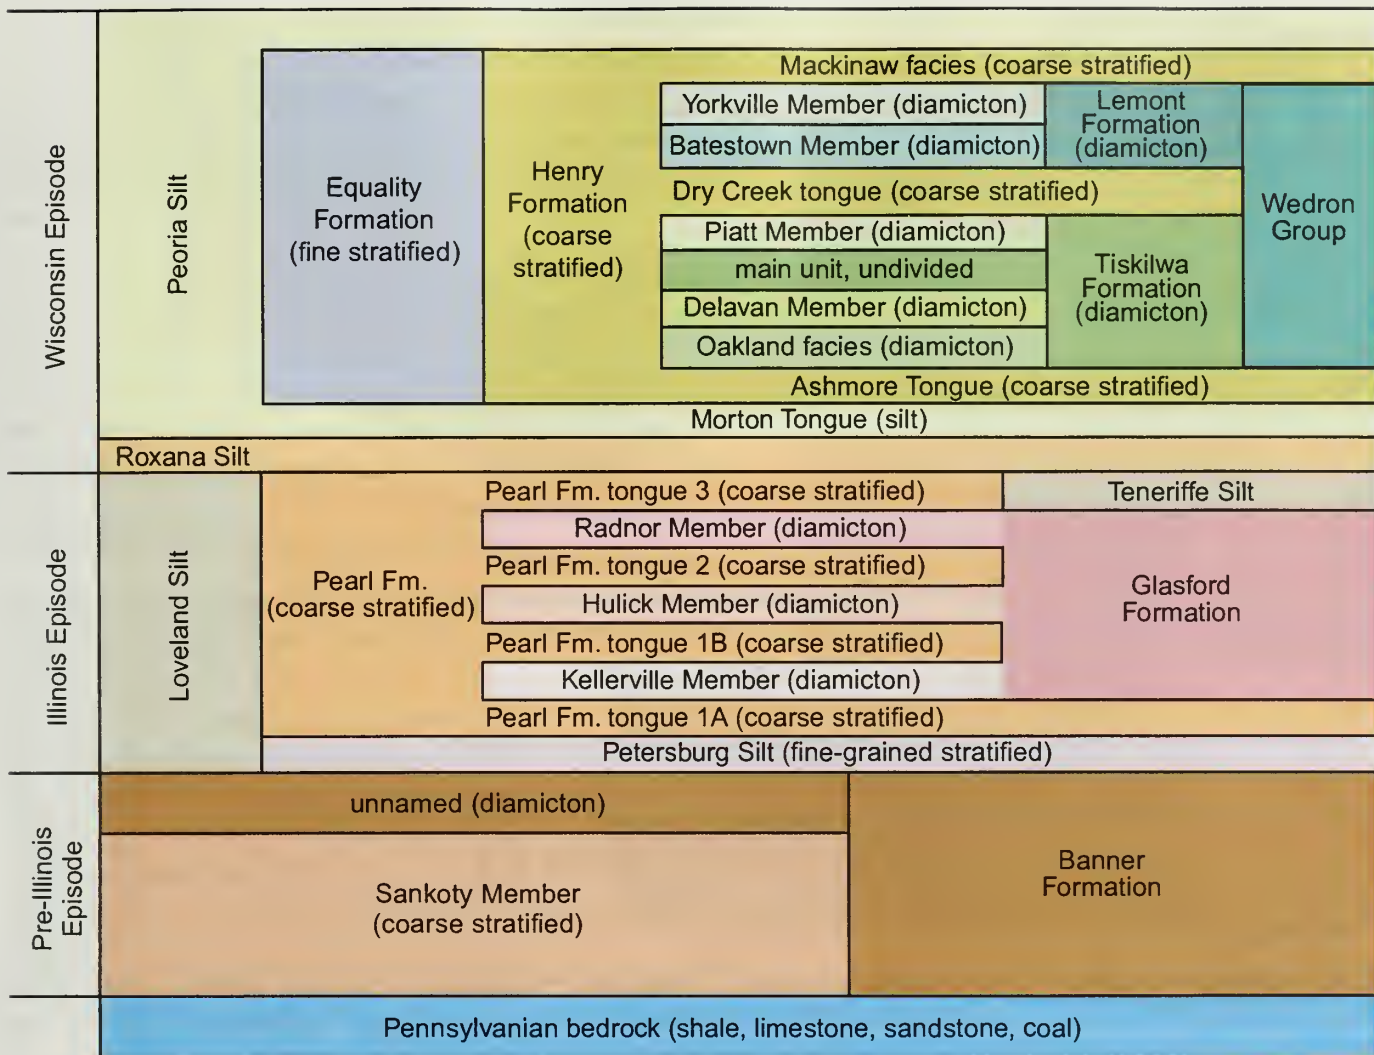 Wisconsin Episode
Peoria Silt
Equality
Formation
(fine stratified)
Henry
Formation
(coarse
stratified)
Mackinaw facies (coarse stratified)
Yorkville Member (diamicton)
Batestown Member (diamicton)
Lemont
Formation
(diamicton)
Dry Creek tongue (coarse stratified)
Piatt Member (diamicton)
main unit, undivided
Delavan Member (diamicton)
Oakland facies (diamicton)
Tiskilwa
Formation
(diamicton)
Wedron
Group
Ashmore Tongue (coarse stratified)
Morton Tongue (silt)
Roxana Silt
Illinois Episode
Loveland Silt
Pearl Fm.
(coarse stratified)
Pearl Fm. tongue 3 (coarse stratified)
Teneriffe Silt
Radnor Member (diamicton)
Pearl Fm. tongue 2 (coarse stratified)
Hulick Member (diamicton)
Pearl Fm. tongue 1B (coarse stratified)
Kellerville Member (diamicton)
Glasford
Formation
Pearl Fm. tongue 1A (coarse stratified)
Petersburg Silt (fine-grained stratified)
Pre-Illinois
Episode
unnamed (diamicton)
Sankoty Member
(coarse stratified)
Banner
Formation
Pennsylvanian bedrock (shale, limestone, sandstone, coal)